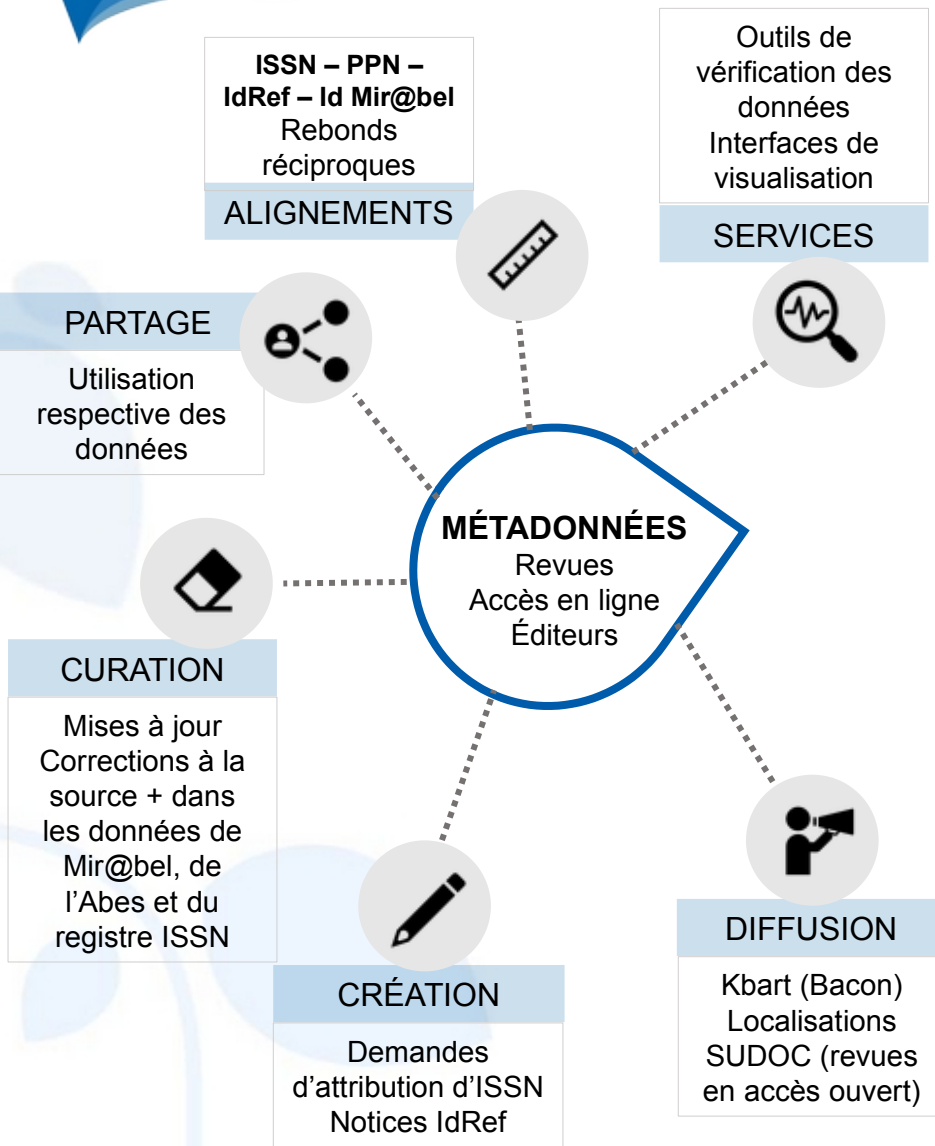 ISSN – PPN –
IdRef – Id Mir@bel
Rebonds
réciproques
ALIGNEMENTS
Outils de
vérification des
données
Interfaces de
visualisation
SERVICES
PARTAGE
Utilisation
respective des
données
MÉTADONNÉES
Revues
Accès en ligne
Éditeurs
CURATION
Mises à jour
Corrections à la
source + dans
les données de
Mir@bel, de
l’Abes et du
registre ISSN
CRÉATION
Demandes
d’attribution d’ISSN
Notices IdRef
DIFFUSION
Kbart (Bacon)
Localisations
SUDOC (revues
en accès ouvert)